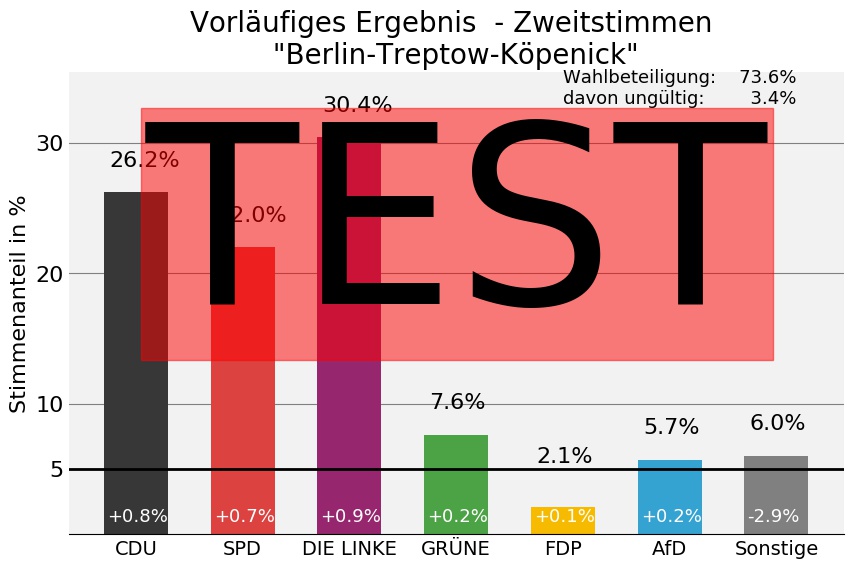 Vorläufiges Ergebnis - Zweitstimmen
"Berlin-Treptow-Köpenick"
Wahlbeteiligung: 73.6%
davon ungültig: 3.4%
Stimmenanteil in %
30
20
10
5
26.2%
2.0%
30.4%
7.6%
2.1%
5.7%
6.0%
TEST
+0.8%
+0.7%
+0.9%
+0.2%
+0.1%
+0.2%
-2.9%
CDU
SPD
DIE LINKE
GRÜNE
FDP
AfD
Sonstige